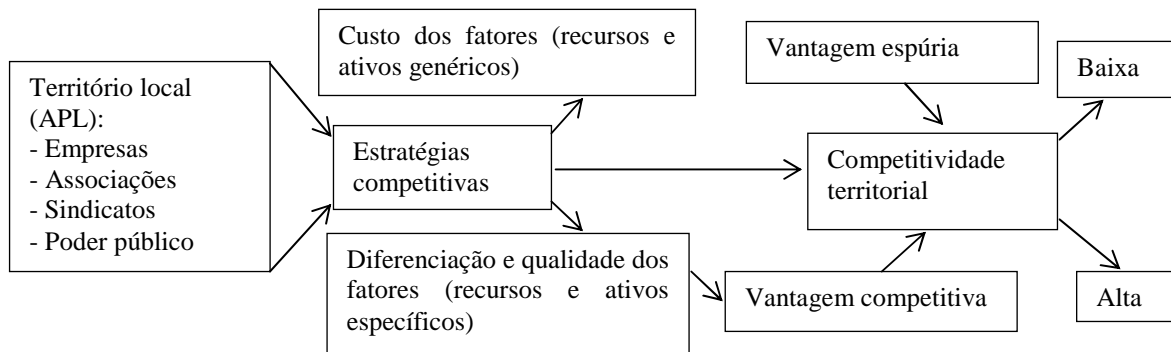 Território local
(APL):
- Empresas
- Associações
- Sindicatos
- Poder público
Custo dos fatores (recursos e
ativos genéricos)
Estratégias
competitivas
Diferenciação e qualidade dos
fatores (recursos e ativos
específicos)
Vantagem espúria
Competitividade
territorial
Vantagem competitiva
Baixa
Alta